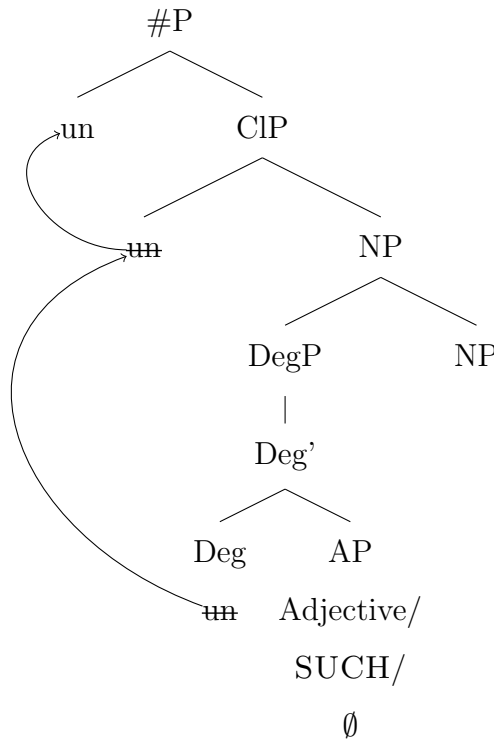 #P
un ClP
un NP
DegP NP
Deg’
Deg AP
un Adjective/
SUCH/
∅